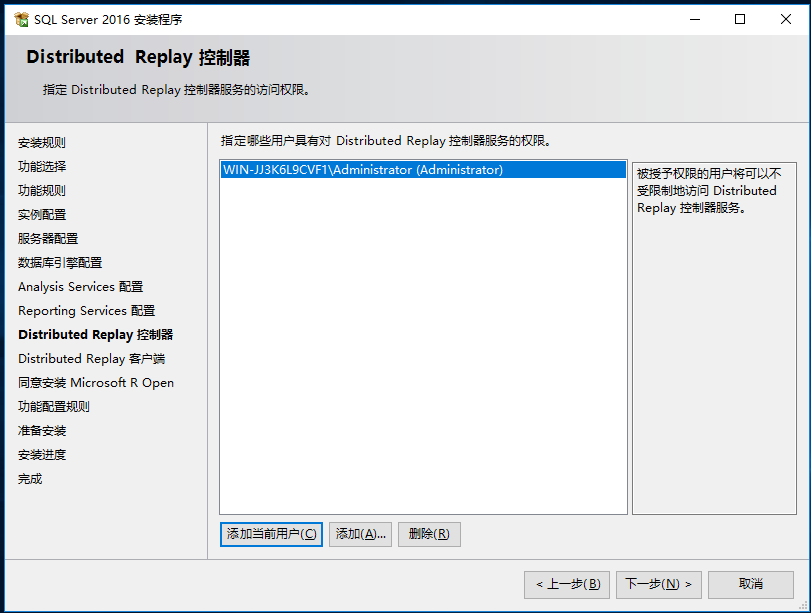 SQL Server 2016 安装程序
Distributed Replay 控制器
指定 Distributed Replay 控制器服务的访问权限。
安装规则
功能选择
功能规则
实例配置
服务器配置
数据库引擎配置
Analysis Services 配置
Reporting Services 配置
Distributed Replay 控制器
Distributed Replay 客户端
同意安装 Microsoft R Open
功能配置规则
准备安装
安装进度
完成
指定哪些用户具有对 Distributed Replay 控制器服务的权限。
WIN-JJ3K6L9CVF1\Administrator (Administrator)
被授予权限的用户将可以不
受限制地访问 Distributed
Replay 控制器服务。
添加当前用户(C) 添加(A)... 删除(R)
< 上一步(B) 下一步(N) > 取消